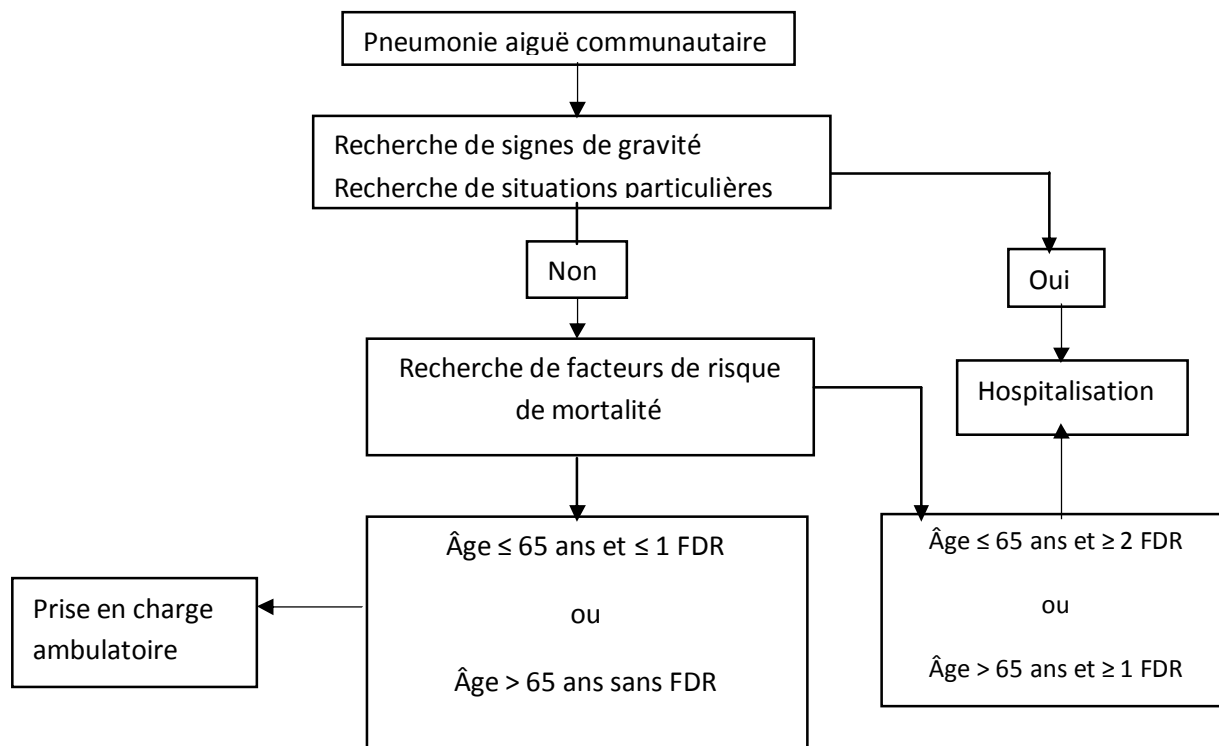 Pneumonie aiguë communautaire
Recherche de signes de gravité
Recherche de situations particulières
Non
Oui
Recherche de facteurs de risque
de mortalité
Hospitalisation
Âge ≤ 65 ans et ≤ 1 FDR
ou
Âge > 65 ans sans FDR
Âge ≤ 65 ans et ≥ 2 FDR
ou
Âge > 65 ans et ≥ 1 FDR
Prise en charge
ambulatoire